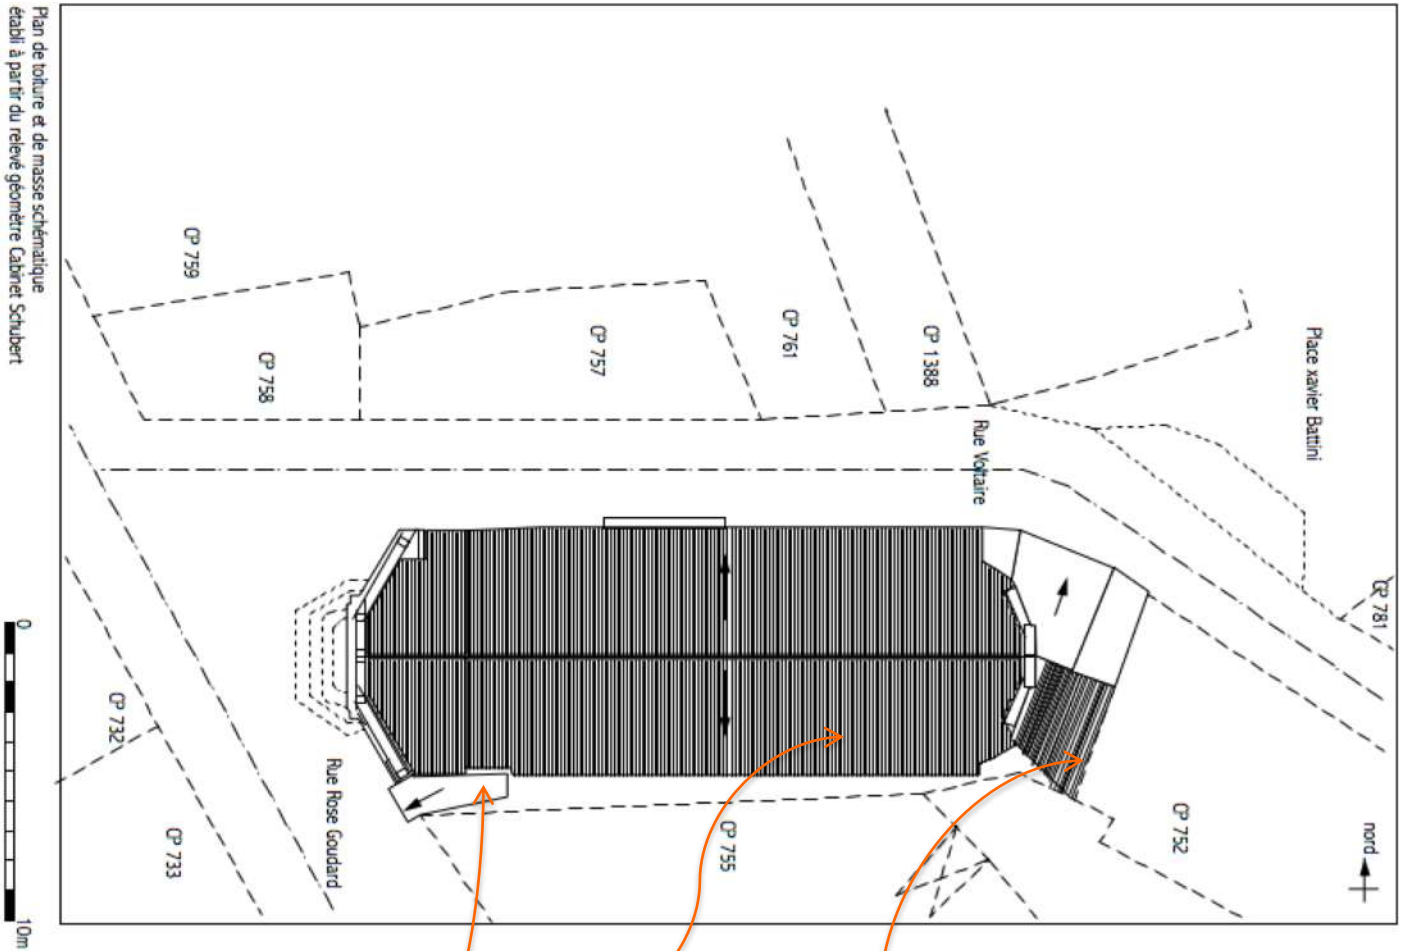 Plan de toiture et de masse schématique
établi à partir du relevé géomètre Cabinet Schubert
CP 759
CP 758
CP 757
CP 761
CP 1388
Place xavier Battini
Rue Voltaire
CP 781
0
CP 732
Rue Rose Goudard
CP 733
CP 755
CP 752
nord
10m